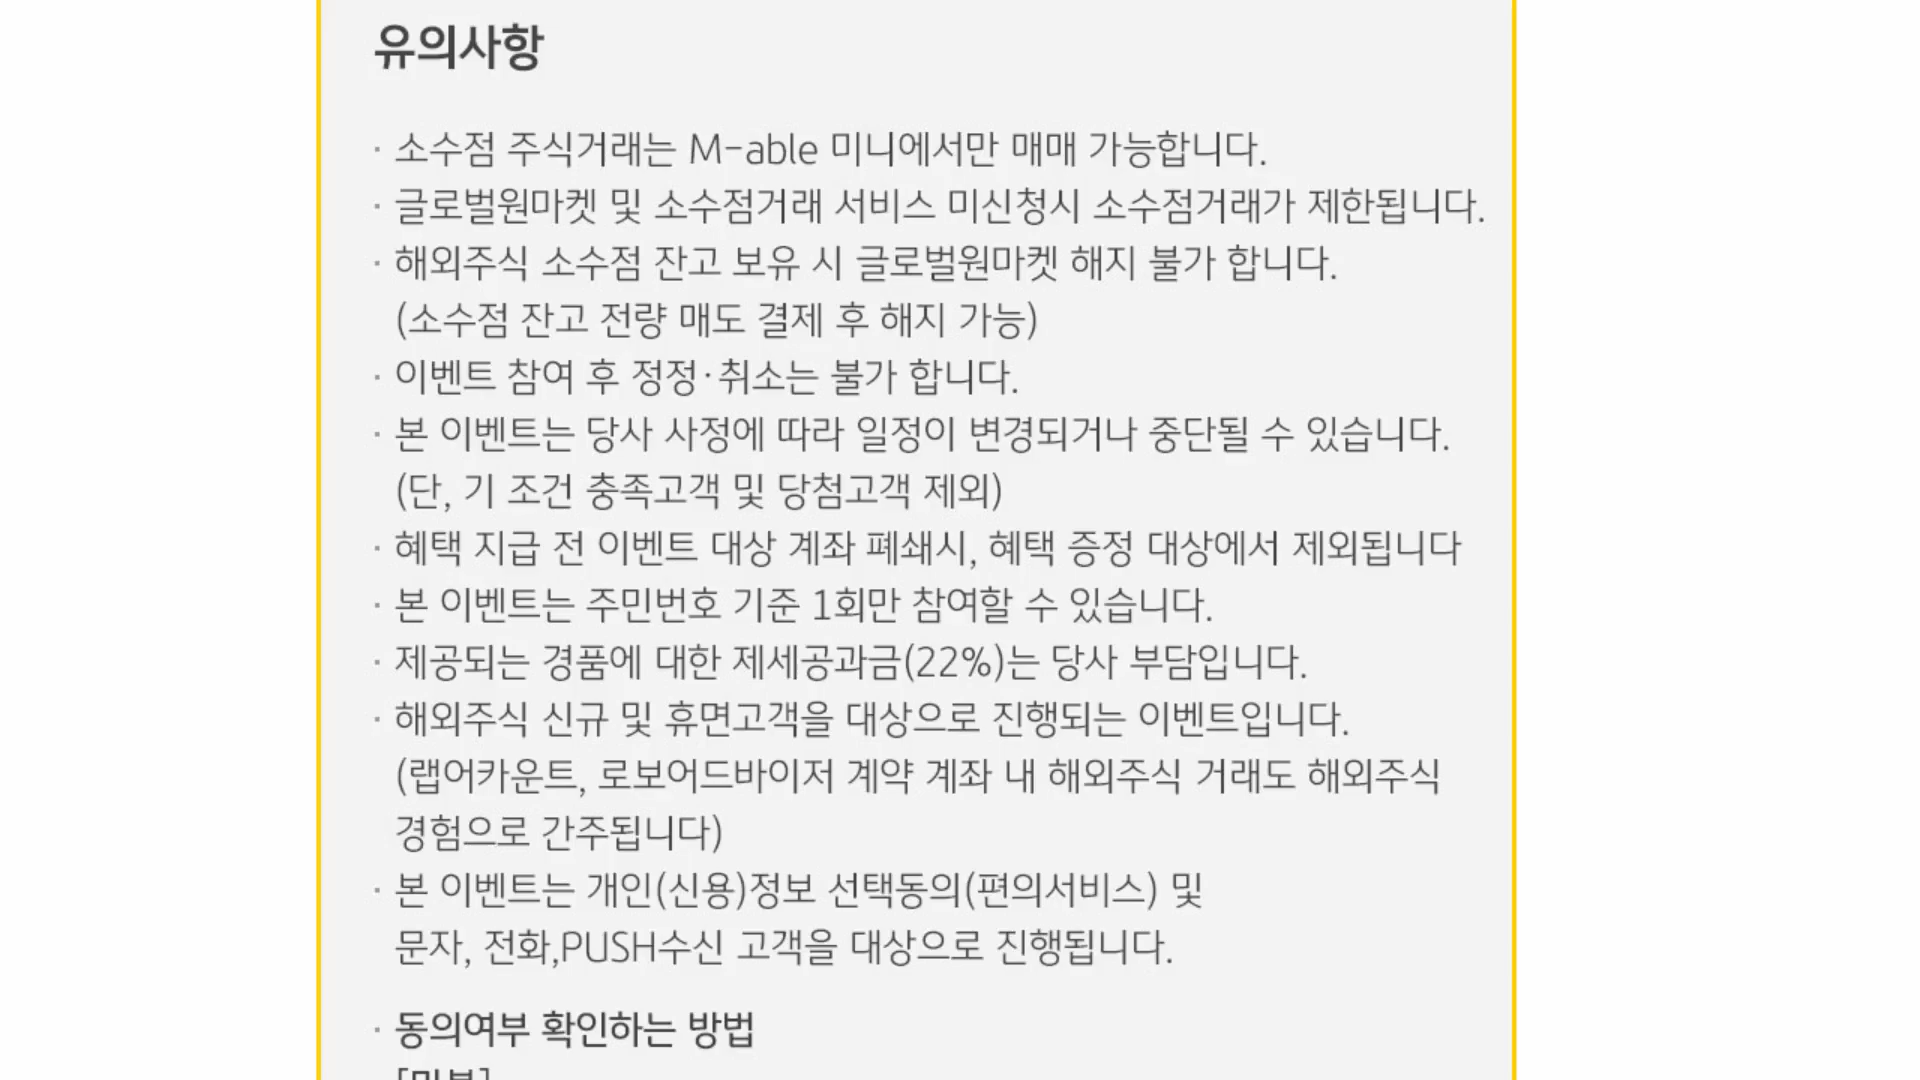 유의사항
· 소수점 주식거래는 M-able 미니에서만 매매 가능합니다.
· 글로벌원마켓 및 소수점거래 서비스 미신청시 소수점거래가 제한됩니다.
· 해외주식 소수점 잔고 보유 시 글로벌원마켓 해지 불가 합니다.
(소수점 잔고 전량 매도 결제 후 해지 가능)
· 이벤트 참여 후 정정·취소는 불가 합니다.
· 본 이벤트는 당사 사정에 따라 일정이 변경되거나 중단될 수 있습니다.
(단, 기 조건 충족고객 및 당첨고객 제외)
· 혜택 지급 전 이벤트 대상 계좌 폐쇄시, 혜택 증정 대상에서 제외됩니다
· 본 이벤트는 주민번호 기준 1회만 참여할 수 있습니다.
· 제공되는 경품에 대한 제세공과금(22%)는 당사 부담입니다.
· 해외주식 신규 및 휴면고객을 대상으로 진행되는 이벤트입니다.
(랩어카운트, 로보어드바이저 계약 계좌 내 해외주식 거래도 해외주식
경험으로 간주됩니다)
· 본 이벤트는 개인(신용)정보 선택동의(편의서비스) 및
문자, 전화,PUSH수신 고객을 대상으로 진행됩니다.
· 동의여부 확인하는 방법